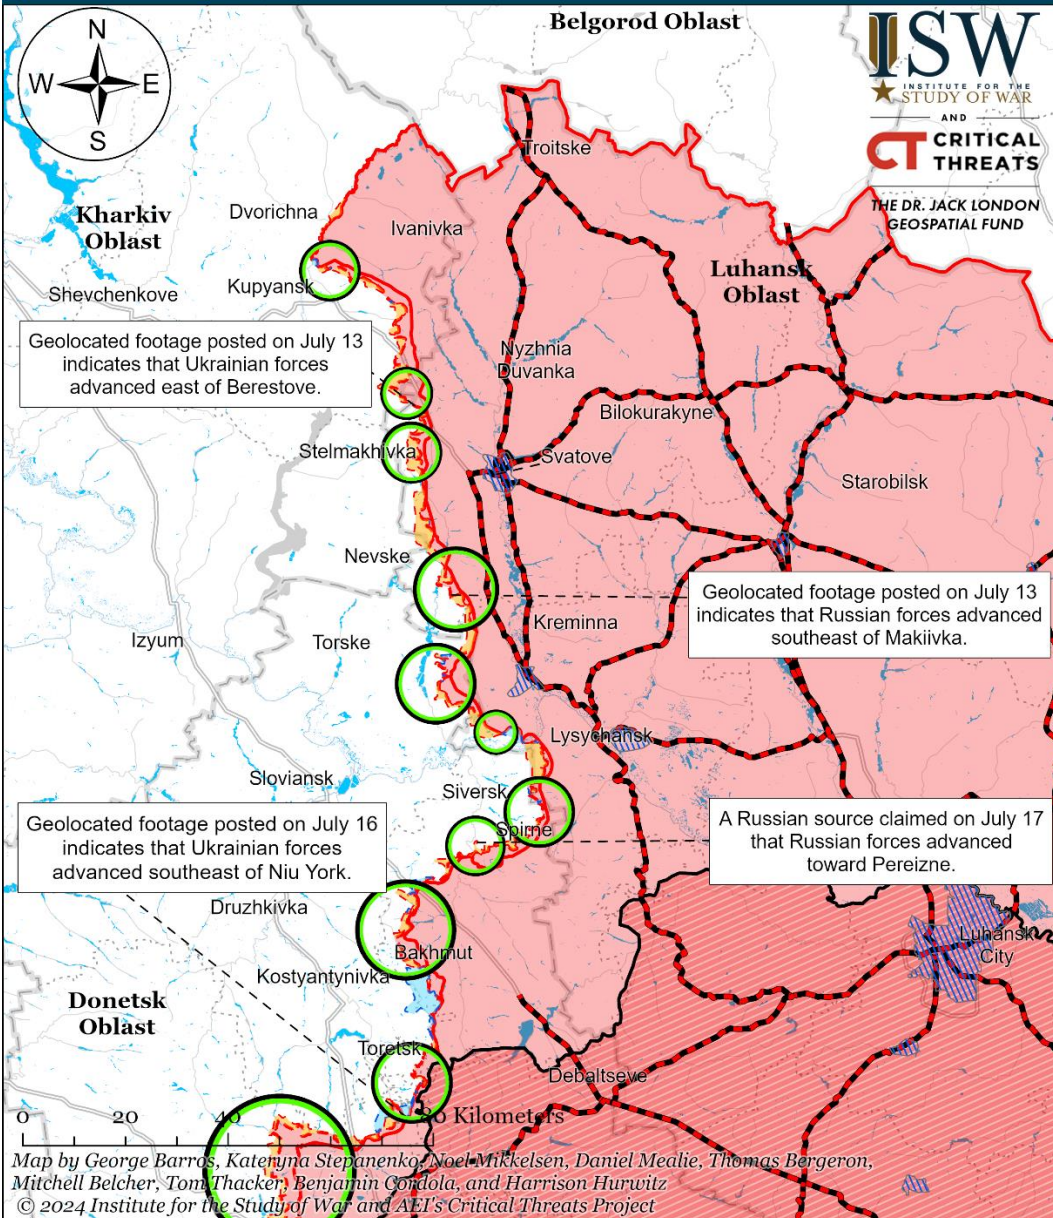 Belgorod Oblast
N
W
E
S
ISW
INSTITUTE FOR THE
STUDY OF WAR
AND
CT CRITICAL
THREATS
THE DR. JACK LONDON
GEOSPATIAL FUND
Troitske
Kharkiv
Oblast
Dvorichna
Ivanivka
Luhansk
Oblast
Shevchenkove
Kupyansk
Geolocated footage posted on July 13
indicates that Ukrainian forces
advanced east of Berestove.
Nyzhnia
Duvanka
Bilokurakyne
Stelmakhivka
Svatove
Starobilsk
Nevske
Geolocated footage posted on July 13
indicates that Russian forces advanced
southeast of Makiivka.
Izyum
Torske
Kreminna
Lysychansk
Sloviansk
Siversk
Spirne
Geolocated footage posted on July 16
indicates that Ukrainian forces
advanced southeast of Niu York.
A Russian source claimed on July 17
that Russian forces advanced
toward Pereizne.
Druzhkivka
Bakhmut
Luhansk
City
Kostyantynivka
Donetsk
Oblast
Toretsk
Debaltseve
0 20 40 80 Kilometers
Map by George Barros, Kateryna Stepanenko, Noel Mikkelsen, Daniel Mealie, Thomas Bergeron,
Mitchell Belcher, Tom Thacker, Benjamin Cordola, and Harrison Hurwitz
© 2024 Institute for the Study of War and AEI's Critical Threats Project